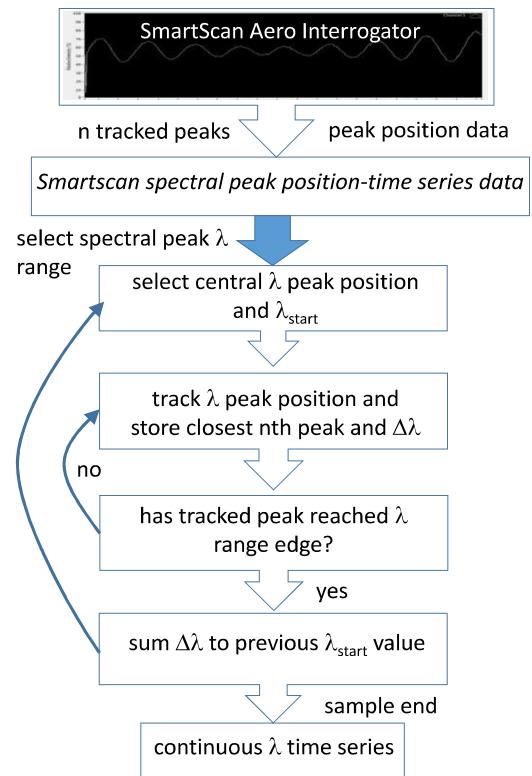 SmartScan Aero Interrogator
n tracked peaks
peak position data
Smartscan spectral peak position-time series data
select spectral peak λ
range
select central λ peak position
and λstart
track λ peak position and
store closest nth peak and Δλ
no
has tracked peak reached λ
range edge?
yes
sum Δλ to previous λstart value
sample end
continuous λ time series